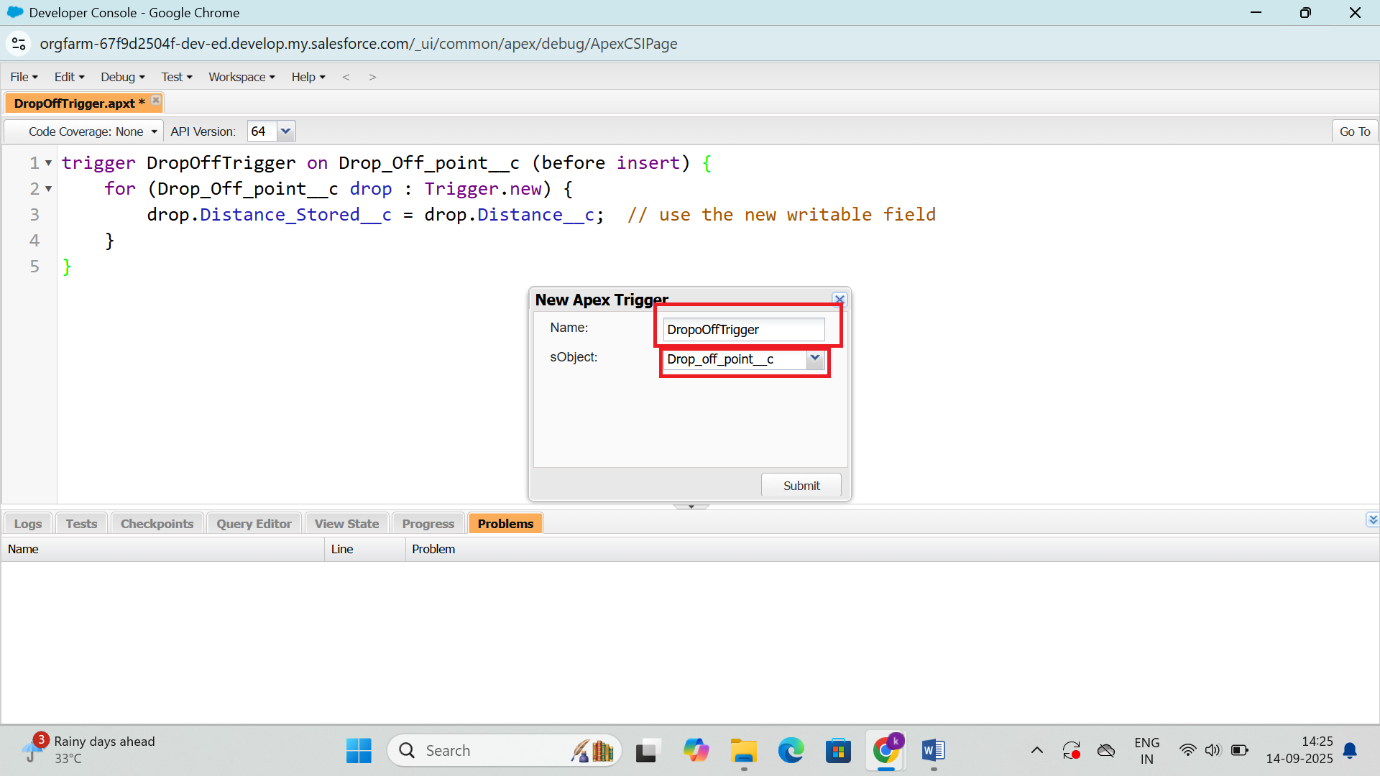 Developer Console - Google Chrome
orgfarm-67f9d2504f-dev-ed.develop.my.salesforce.com/_ui/common/apex/debug/ApexCSIPage
File Edit Debug Test Workspace Help < >
DropOffTrigger.apxt *
Code Coverage: None API Version: 64 Go To
1 trigger DropOffTrigger on Drop_Off_point__c (before insert) {
2 for (Drop_Off_point__c drop : Trigger.new) {
3 drop.Distance_Stored__c = drop.Distance__c; // use the new writable field
4 }
5 }
New Apex Trigger
Name: DropoOffTrigger
sObject: Drop_off_point__c
Submit
Logs Tests Checkpoints Query Editor View State Progress Problems
Name Line Problem
3 Rainy days ahead
33°C
Search
k
ENG
IN
14:25
14-09-2025